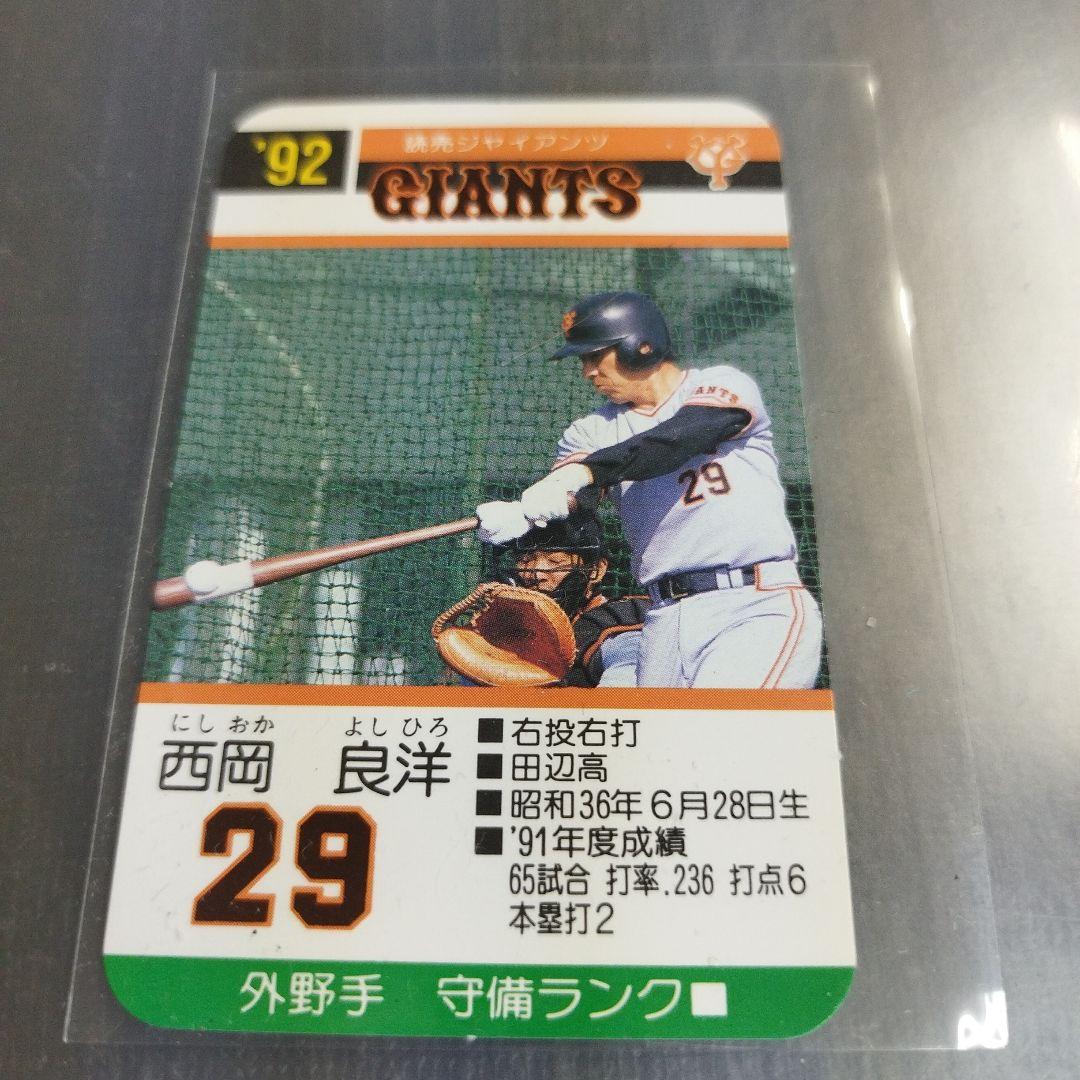 '92
読売ジャイアンツ
GIANTS
YG
GIANTS
29
にし おか よし ひろ
西岡 良洋
29
■右投右打
■田辺高
■昭和36年6月28日生
■'91年度成績
65試合 打率.236 打点6
本塁打2
外野手 守備ランク■